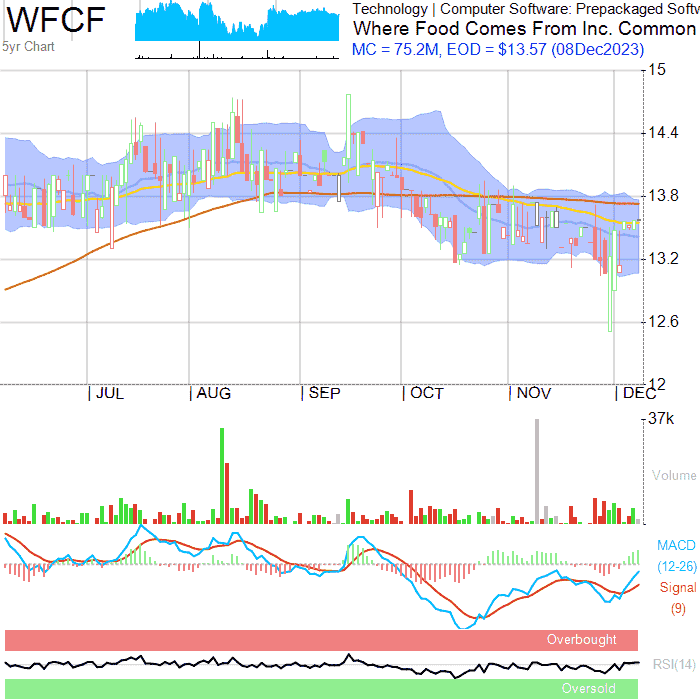 WFCF
5yr Chart
Technology | Computer Software: Prepackaged Softw
Where Food Comes From Inc. Common
MC = 75.2M, EOD = $13.57 (08Dec2023)
15
14.4
13.8
13.2
12.6
12
JUL AUG SEP OCT NOV DEC
37k
Volume
MACD
(12-26)
Signal
(9)
Overbought
RSI(14)
Oversold